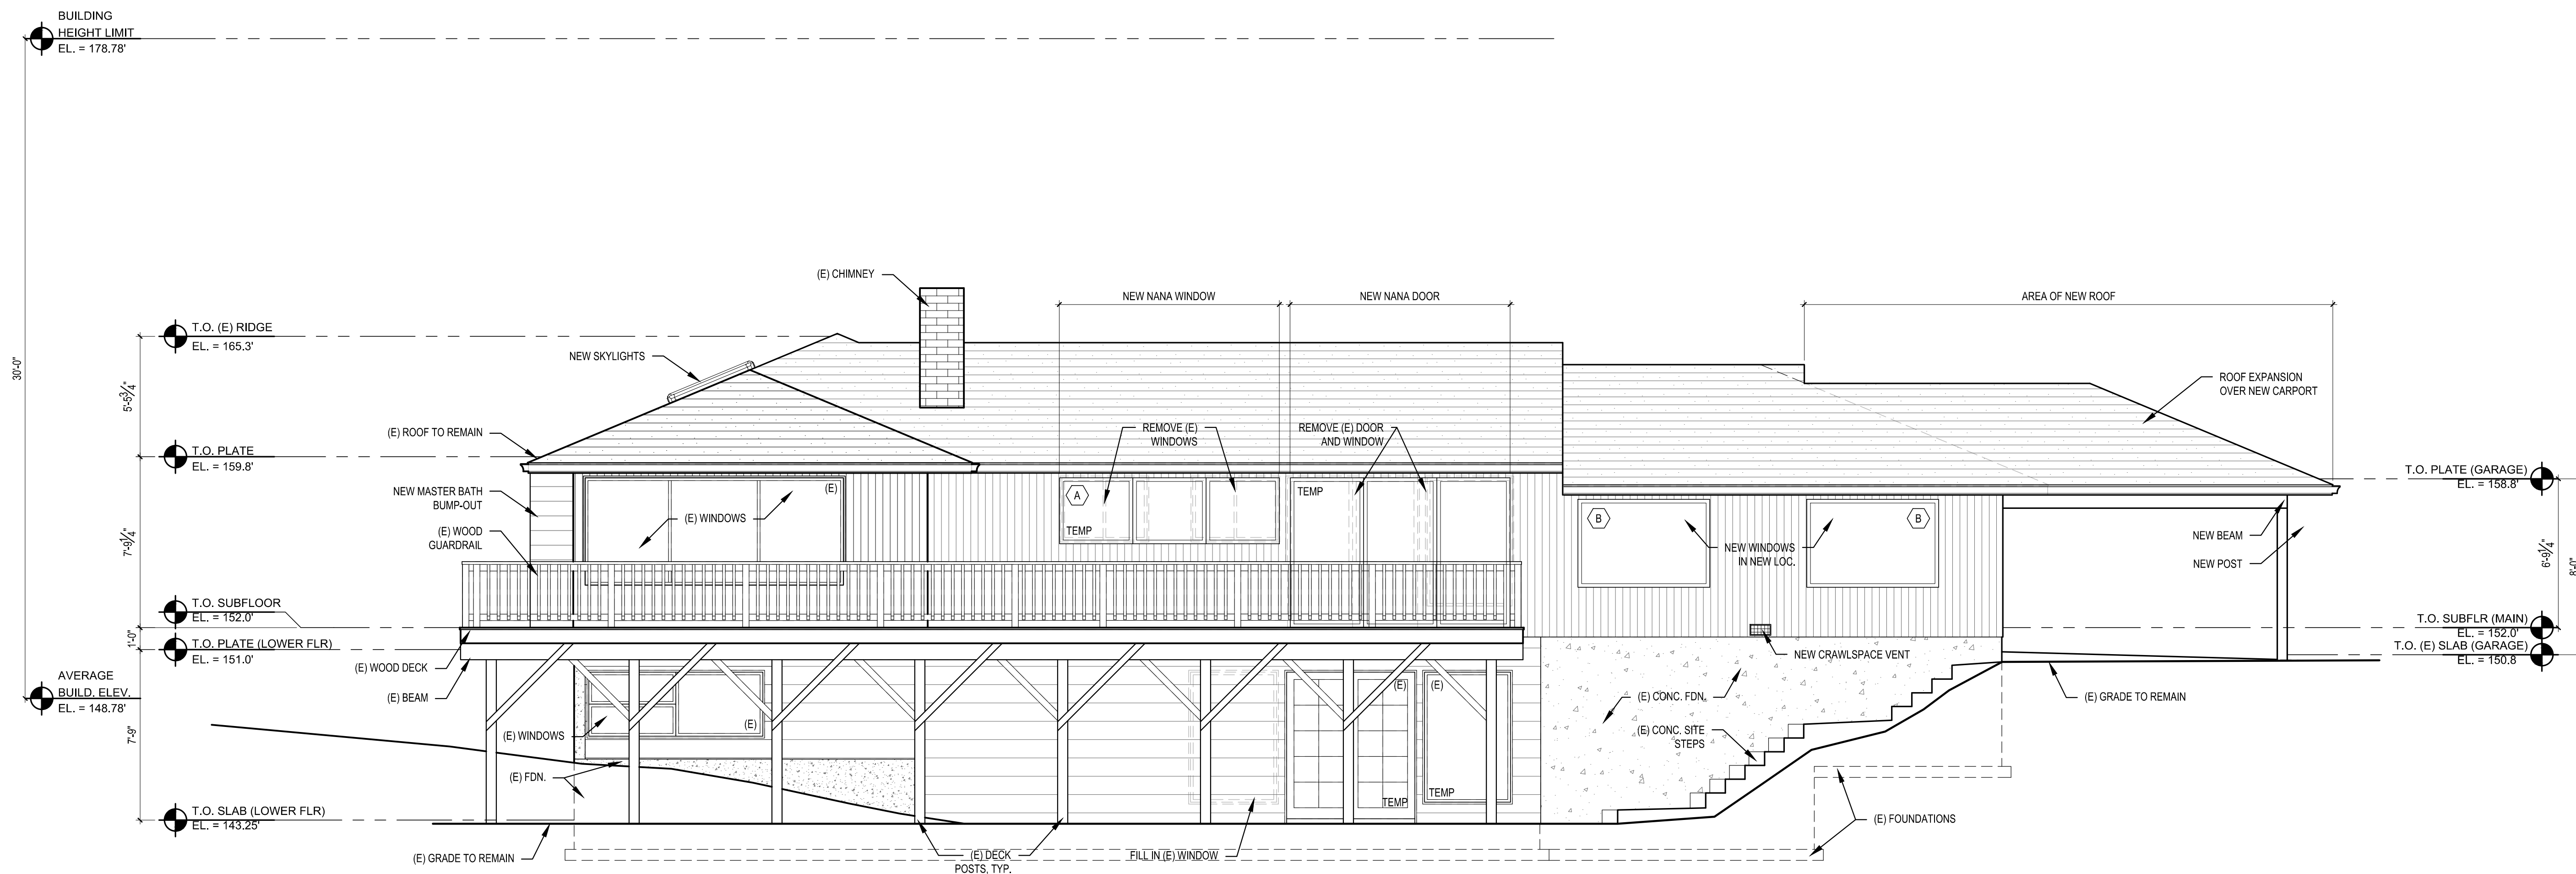 BUILDING
HEIGHT LIMIT
EL. = 178.78'
30'-0"
(E) CHIMNEY
NEW NANA WINDOW
NEW NANA DOOR
AREA OF NEW ROOF
T.O. (E) RIDGE
EL. = 165.3'
NEW SKYLIGHTS
5'-5 3/4"
ROOF EXPANSION
OVER NEW CARPORT
(E) ROOF TO REMAIN
REMOVE (E)
WINDOWS
REMOVE (E) DOOR
AND WINDOW
T.O. PLATE
EL. = 159.8'
T.O. PLATE (GARAGE)
EL. = 158.8'
NEW MASTER BATH
BUMP-OUT
(E)
A
TEMP
TEMP
B
B
(E) WINDOWS
(E) WOOD
GUARDRAIL
7'-9 1/4"
NEW WINDOWS
IN NEW LOC.
NEW BEAM
NEW POST
6'-9 1/4"
8'-0"
T.O. SUBFLOOR
EL. = 152.0'
1'-0"
T.O. PLATE (LOWER FLR)
EL. = 151.0'
T.O. SUBFLR (MAIN)
EL. = 152.0'
T.O. (E) SLAB (GARAGE)
EL. = 150.8
NEW CRAWLSPACE VENT
(E) WOOD DECK
(E) BEAM
AVERAGE
BUILD. ELEV.
EL. = 148.78'
(E)
(E)
(E)
(E) CONC. FDN.
(E) GRADE TO REMAIN
(E) WINDOWS
(E) CONC. SITE
STEPS
7'-9"
(E) FDN.
TEMP
TEMP
T.O. SLAB (LOWER FLR)
EL. = 143.25'
(E) FOUNDATIONS
(E) GRADE TO REMAIN
(E) DECK
POSTS, TYP.
FILL IN (E) WINDOW